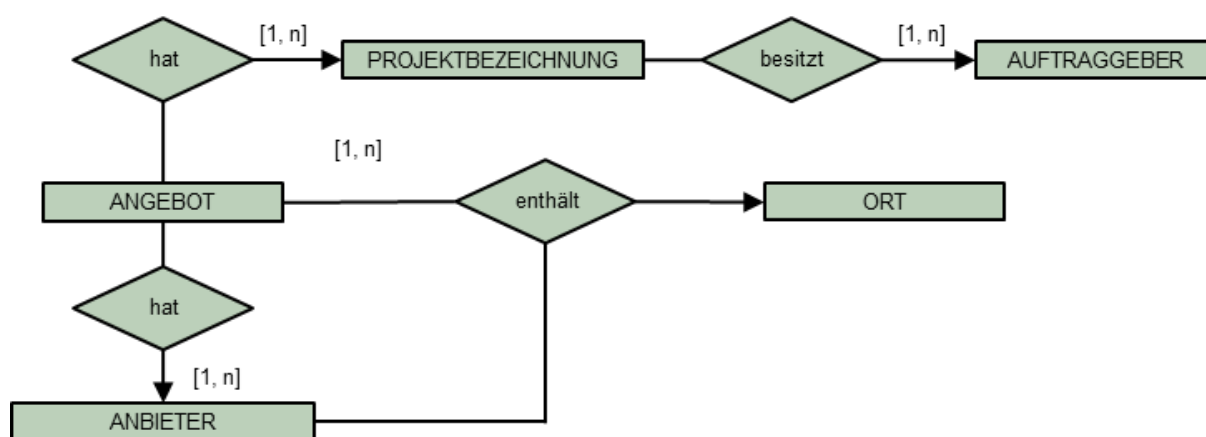 hat
[1, n]
PROJEKTBEZEICHNUNG
besitzt
[1, n]
AUFTRAGGEBER
[1, n]
ANGEBOT
enthält
ORT
hat
[1, n]
ANBIETER